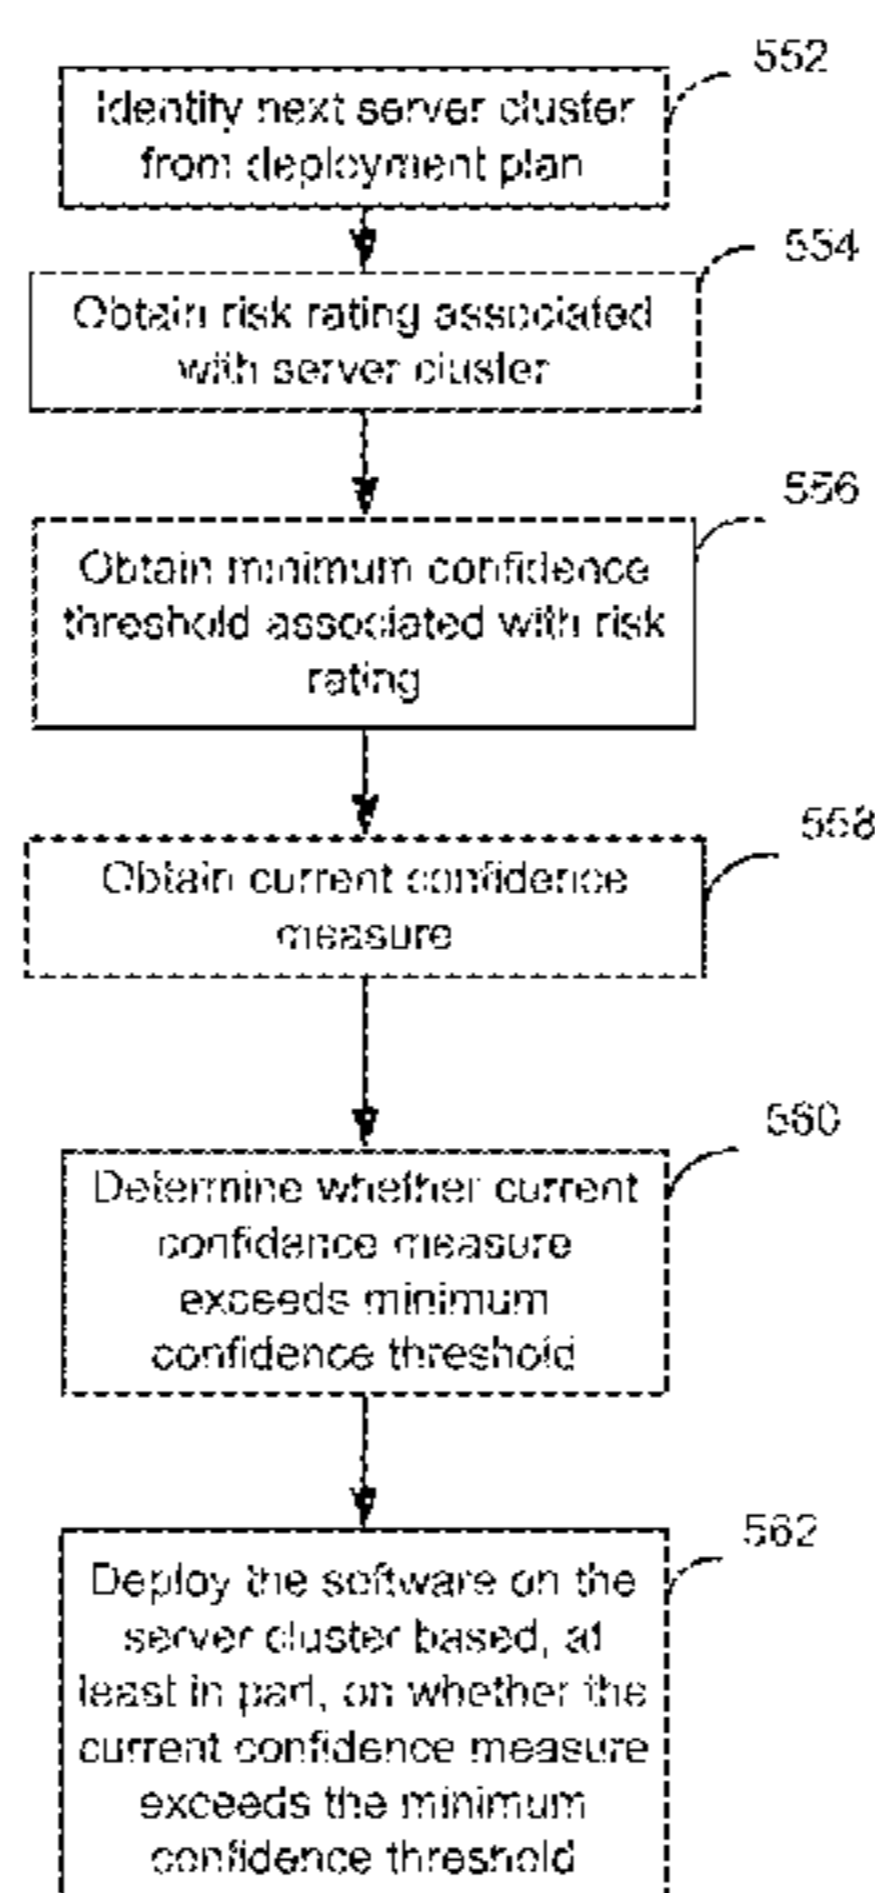 552
Identify next server cluster
from deployment plan
554
Obtain risk rating associated
with server cluster
556
Obtain minimum confidence
threshold associated with risk
rating
558
Obtain current confidence
measure
560
Determine whether current
confidence measure
exceeds minimum
confidence threshold
562
Deploy the software on the
server cluster based, at
least in part, on whether the
current confidence measure
exceeds the minimum
confidence threshold